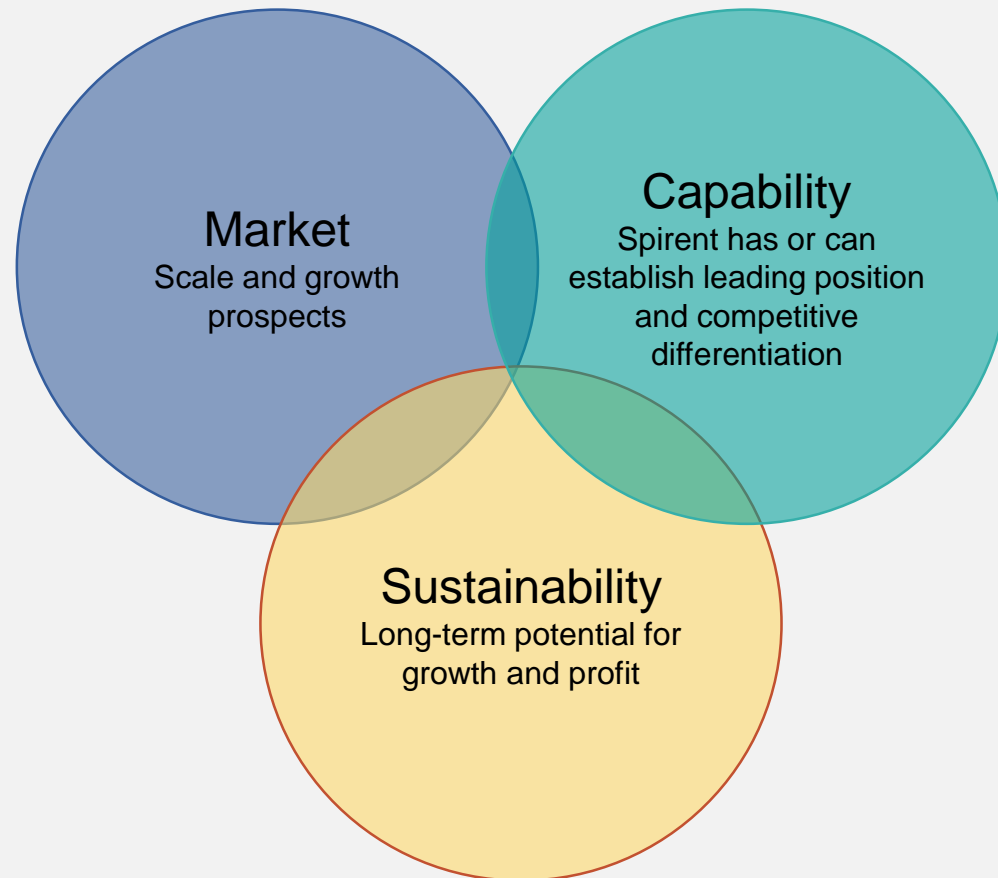 Market
Scale and growth
prospects
Capability
Spirent has or can
establish leading position
and competitive
differentiation
Sustainability
Long-term potential for
growth and profit